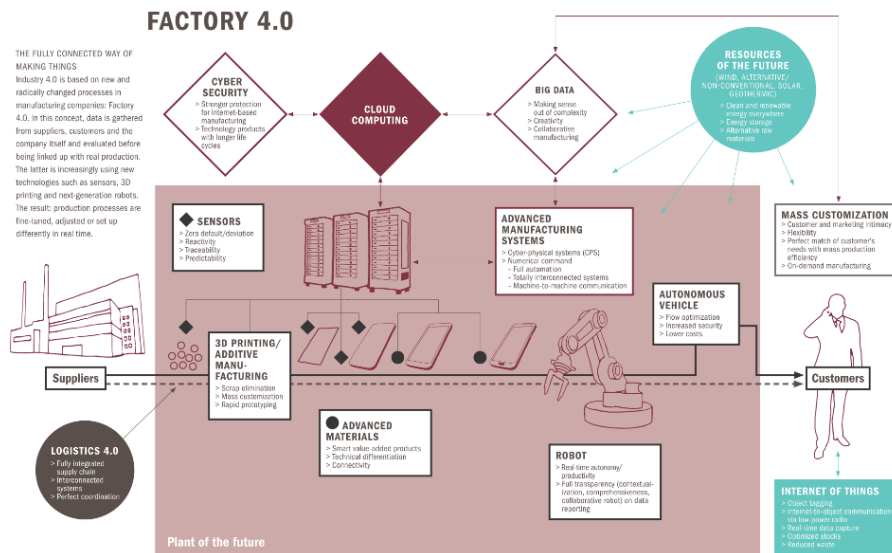 FACTORY 4.0
THE FULLY CONNECTED WAY OF
MAKING THINGS
Industry 4.0 is based on new and
radically changed processes in
manufacturing companies: Factory
4.0. In this concept, data is gathered
from suppliers, customers and the
company itself and evaluated before
being linked up with real production.
The latter is increasingly using new
technologies such as sensors, 3D
printing and next-generation robots.
The result: production processes are
fine-tuned, adjusted or set up
differently in real time.
CYBER
SECURITY
> Stronger protection
for internet-based
manufacturing
> Technology products
with longer life
cycles
CLOUD
COMPUTING
BIG DATA
> Making sense
out of complexity
> Creativity
> Collaborative
manufacturing
RESOURCES
OF THE FUTURE
(WIND, ALTERNATIVE/
NON-CONVENTIONAL, SOLAR,
GEOTHERMIC)
> Clean and renewable
energy everywhere
> Energy storage
> Alternative raw
materials
SENSORS
> Zero default/deviation
> Reactivity
> Traceability
> Predictability
ADVANCED
MANUFACTURING
SYSTEMS
> Cyber-physical systems (CPS)
> Numerical command
– Full automation
– Totally interconnected systems
– Machine-to-machine communication
MASS CUSTOMIZATION
> Customer and marketing intimacy
> Flexibility
> Perfect match of customer's
needs with mass production
efficiency
> On-demand manufacturing
AUTONOMOUS
VEHICLE
> Flow optimization
> Increased security
> Lower costs
3D PRINTING/
ADDITIVE
MANU-
FACTURING
> Scrap elimination
> Mass customization
> Rapid prototyping
Suppliers
Customers
ADVANCED
MATERIALS
> Smart value-added products
> Technical differentiation
> Connectivity
LOGISTICS 4.0
> Fully integrated
supply chain
> Interconnected
systems
> Perfect coordination
ROBOT
> Real-time autonomy/
productivity
> Full transparency (contextual-
ization, comprehensiveness,
collaborative robot) on data
reporting
INTERNET OF THINGS
> Object tagging
> Internet-to-object communication
via low power radio
> Real-time data capture
> Optimized stocks
> Reduced waste
Plant of the future